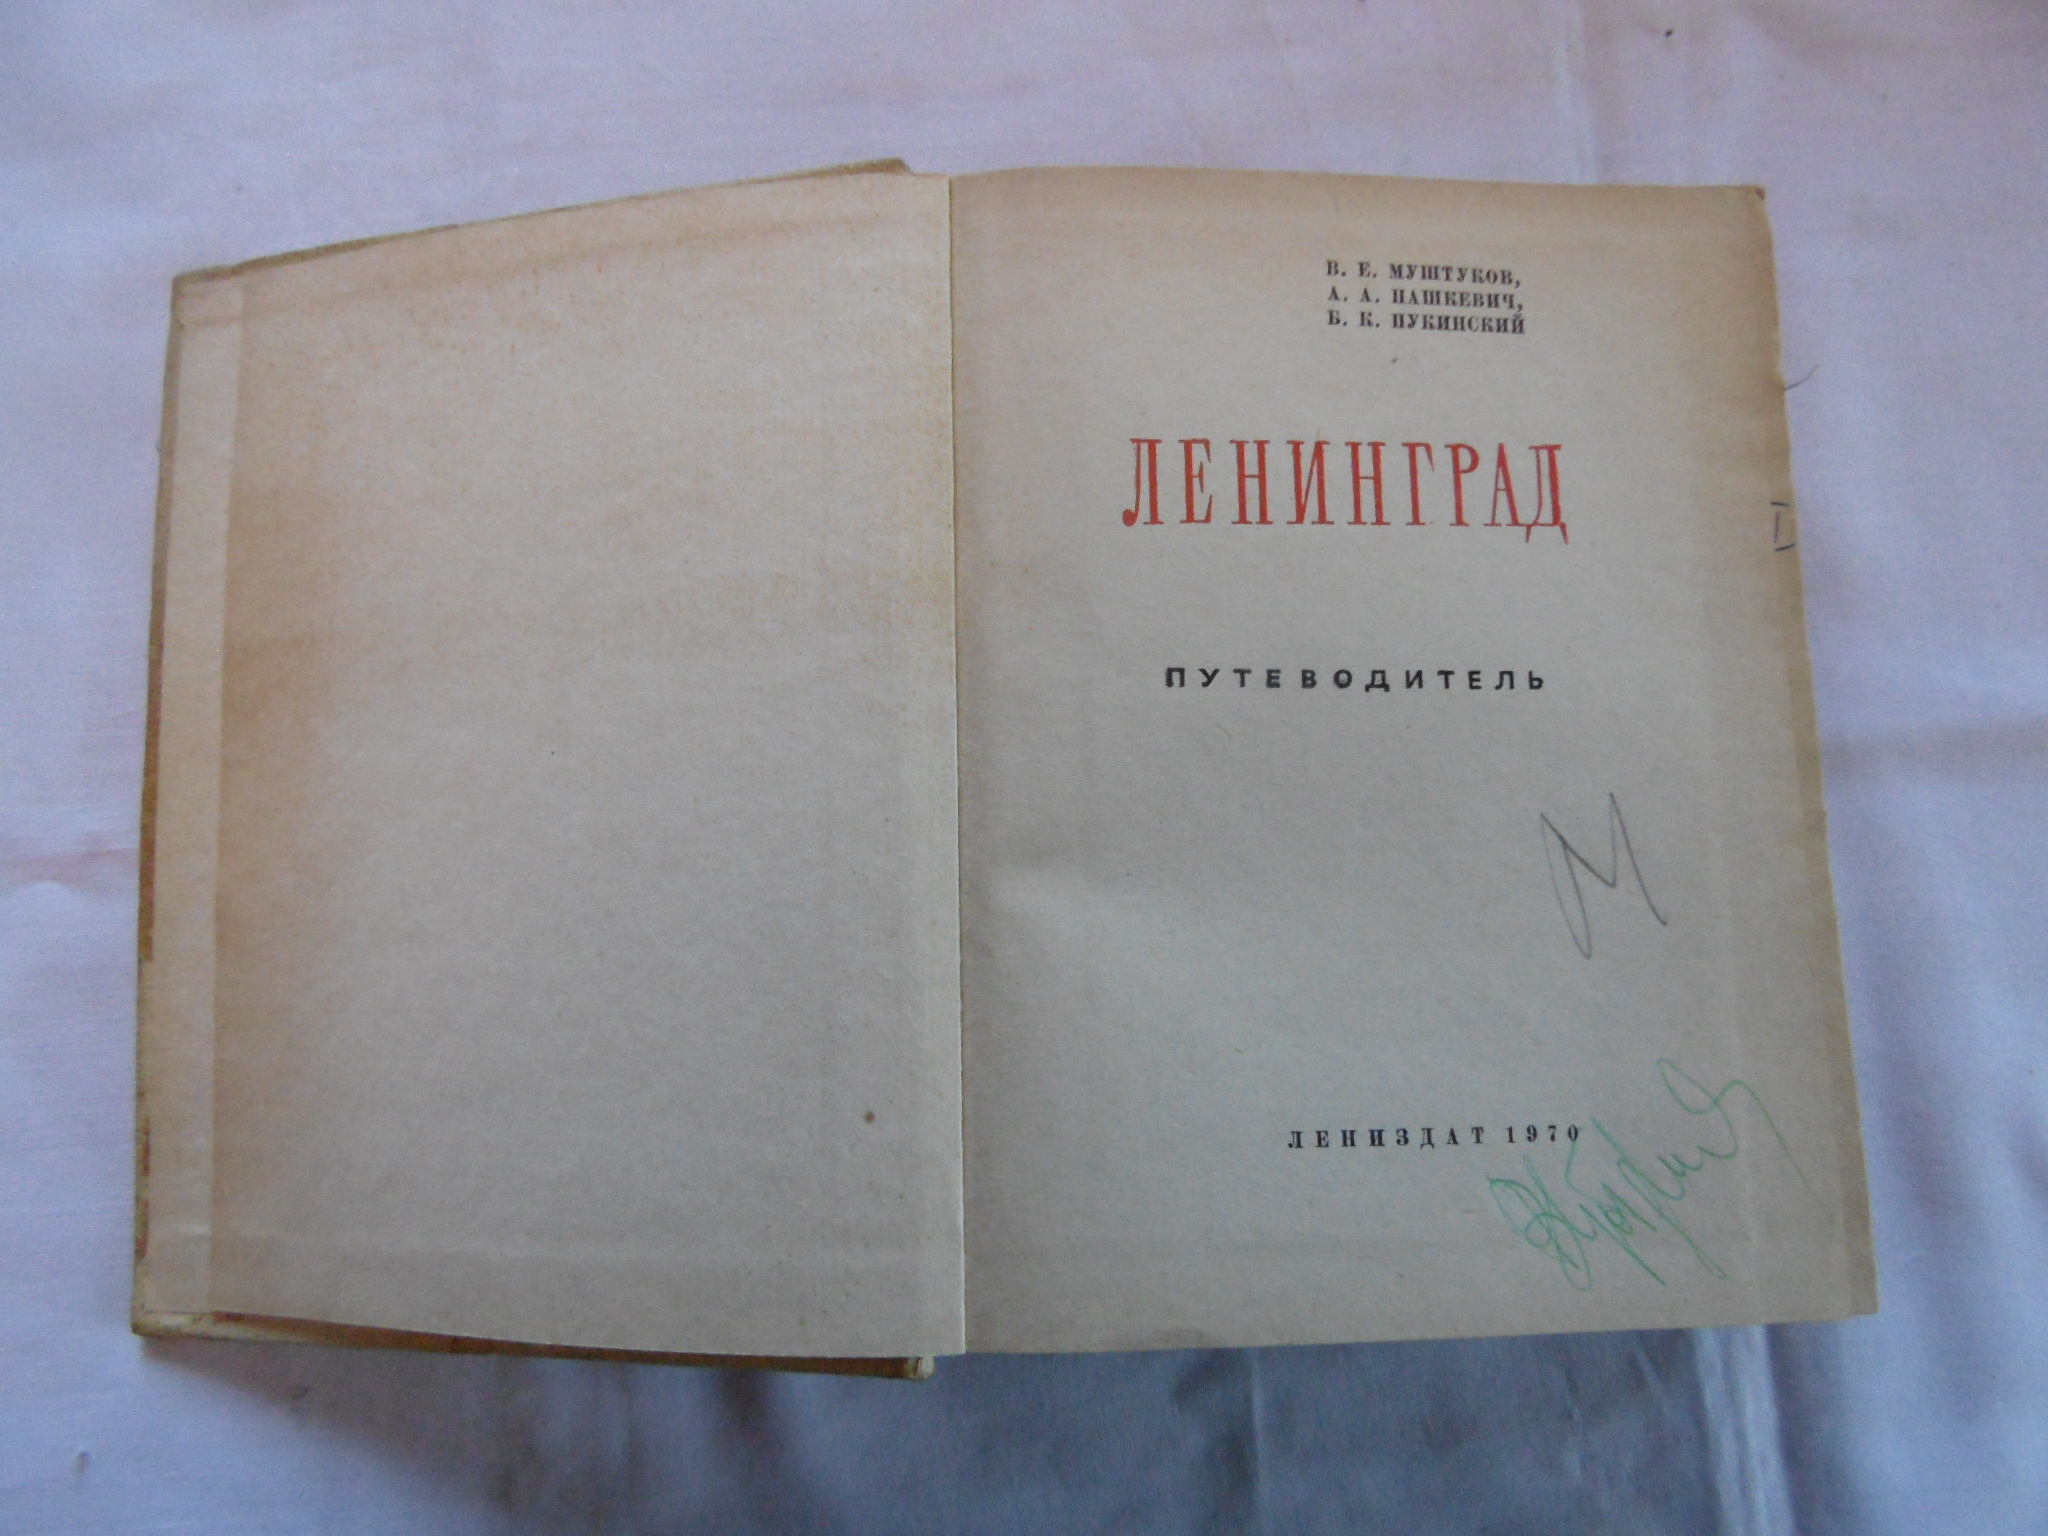 В. Е. МУШТУКОВ,
А. А. ПАШКЕВИЧ,
Б. К. ПУКИНСКИЙ
ЛЕНИНГРАД
ПУТЕВОДИТЕЛЬ
М
ЛЕНИЗДАТ 1970